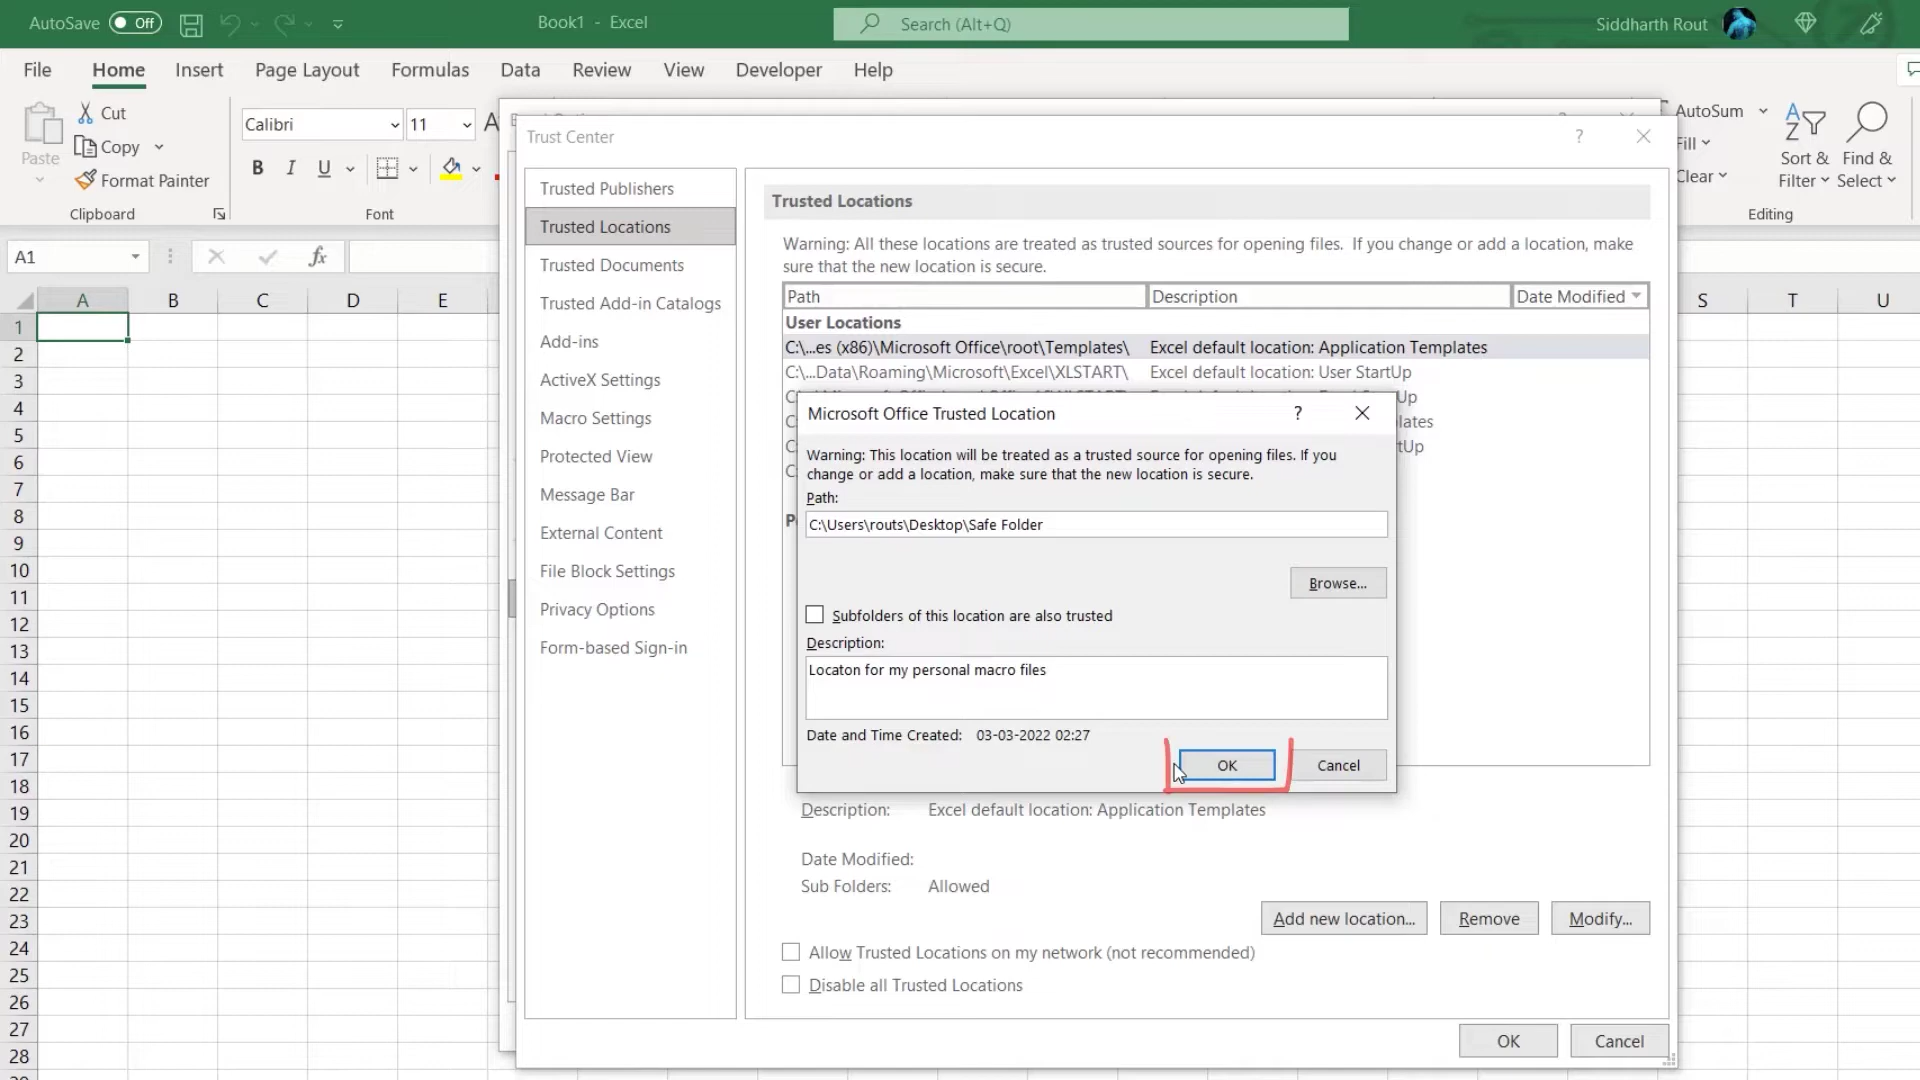 AutoSave Off
Book1 - Excel
Search (Alt+Q)
Siddharth Rout
File Home Insert Page Layout Formulas Data Review View Developer Help
Paste
Cut
Copy
Format Painter
Clipboard
Calibri 11
B I U
Font
AutoSum
Fill
Clear
Sort & Filter
Find & Select
Editing
A1
fx
A B C D E S T U
1
2
3
4
5
6
7
8
9
10
11
12
13
14
15
16
17
18
19
20
21
22
23
24
25
26
27
28
Trust Center
?
Trusted Publishers
Trusted Locations
Trusted Documents
Trusted Add-in Catalogs
Add-ins
ActiveX Settings
Macro Settings
Protected View
Message Bar
External Content
File Block Settings
Privacy Options
Form-based Sign-in
Trusted Locations
Warning: All these locations are treated as trusted sources for opening files. If you change or add a location, make
sure that the new location is secure.
Path Description Date Modified
User Locations
C:\...es (x86)\Microsoft Office\root\Templates\ Excel default location: Application Templates
C:\...Data\Roaming\Microsoft\Excel\XLSTART\ Excel default location: User StartUp
Microsoft Office Trusted Location
?
Warning: This location will be treated as a trusted source for opening files. If you
change or add a location, make sure that the new location is secure.
Path:
C:\Users\routs\Desktop\Safe Folder
Browse...
Subfolders of this location are also trusted
Description:
Locaton for my personal macro files
Date and Time Created: 03-03-2022 02:27
OK Cancel
Description: Excel default location: Application Templates
Date Modified:
Sub Folders: Allowed
Add new location... Remove Modify...
Allow Trusted Locations on my network (not recommended)
Disable all Trusted Locations
OK Cancel